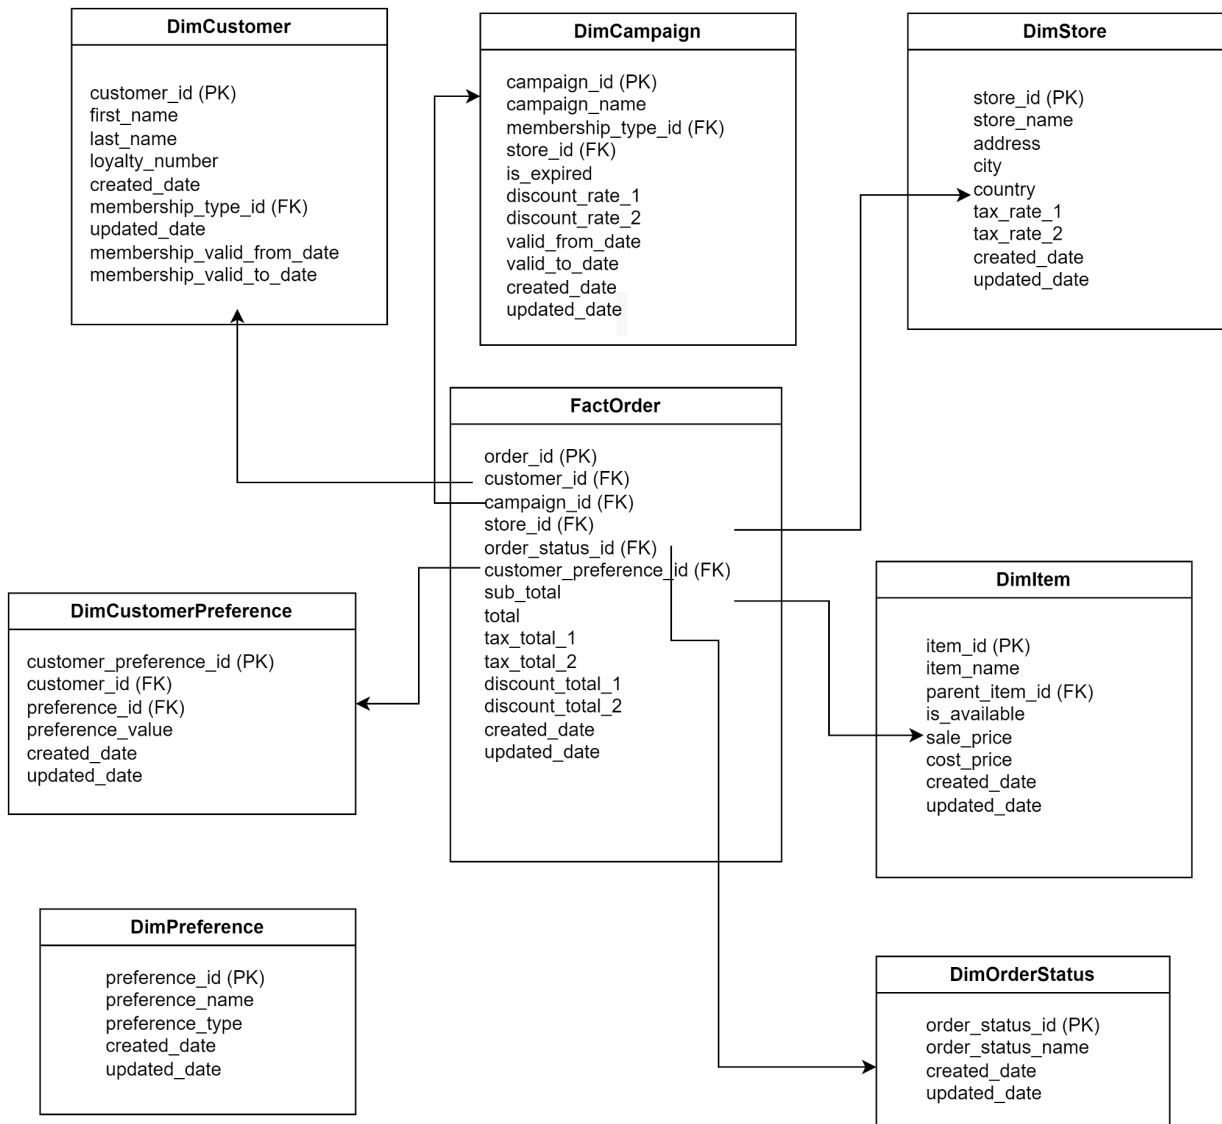 DimCustomer
customer_id (PK)
first_name
last_name
loyalty_number
created_date
membership_type_id (FK)
updated_date
membership_valid_from_date
membership_valid_to_date
DimCampaign
campaign_id (PK)
campaign_name
membership_type_id (FK)
store_id (FK)
is_expired
discount_rate_1
discount_rate_2
valid_from_date
valid_to_date
created_date
updated_date
DimStore
store_id (PK)
store_name
address
city
country
tax_rate_1
tax_rate_2
created_date
updated_date
FactOrder
order_id (PK)
customer_id (FK)
campaign_id (FK)
store_id (FK)
order_status_id (FK)
customer_preference_id (FK)
sub_total
total
tax_total_1
tax_total_2
discount_total_1
discount_total_2
created_date
updated_date
DimCustomerPreference
customer_preference_id (PK)
customer_id (FK)
preference_id (FK)
preference_value
created_date
updated_date
DimItem
item_id (PK)
item_name
parent_item_id (FK)
is_available
sale_price
cost_price
created_date
updated_date
DimPreference
preference_id (PK)
preference_name
preference_type
created_date
updated_date
DimOrderStatus
order_status_id (PK)
order_status_name
created_date
updated_date